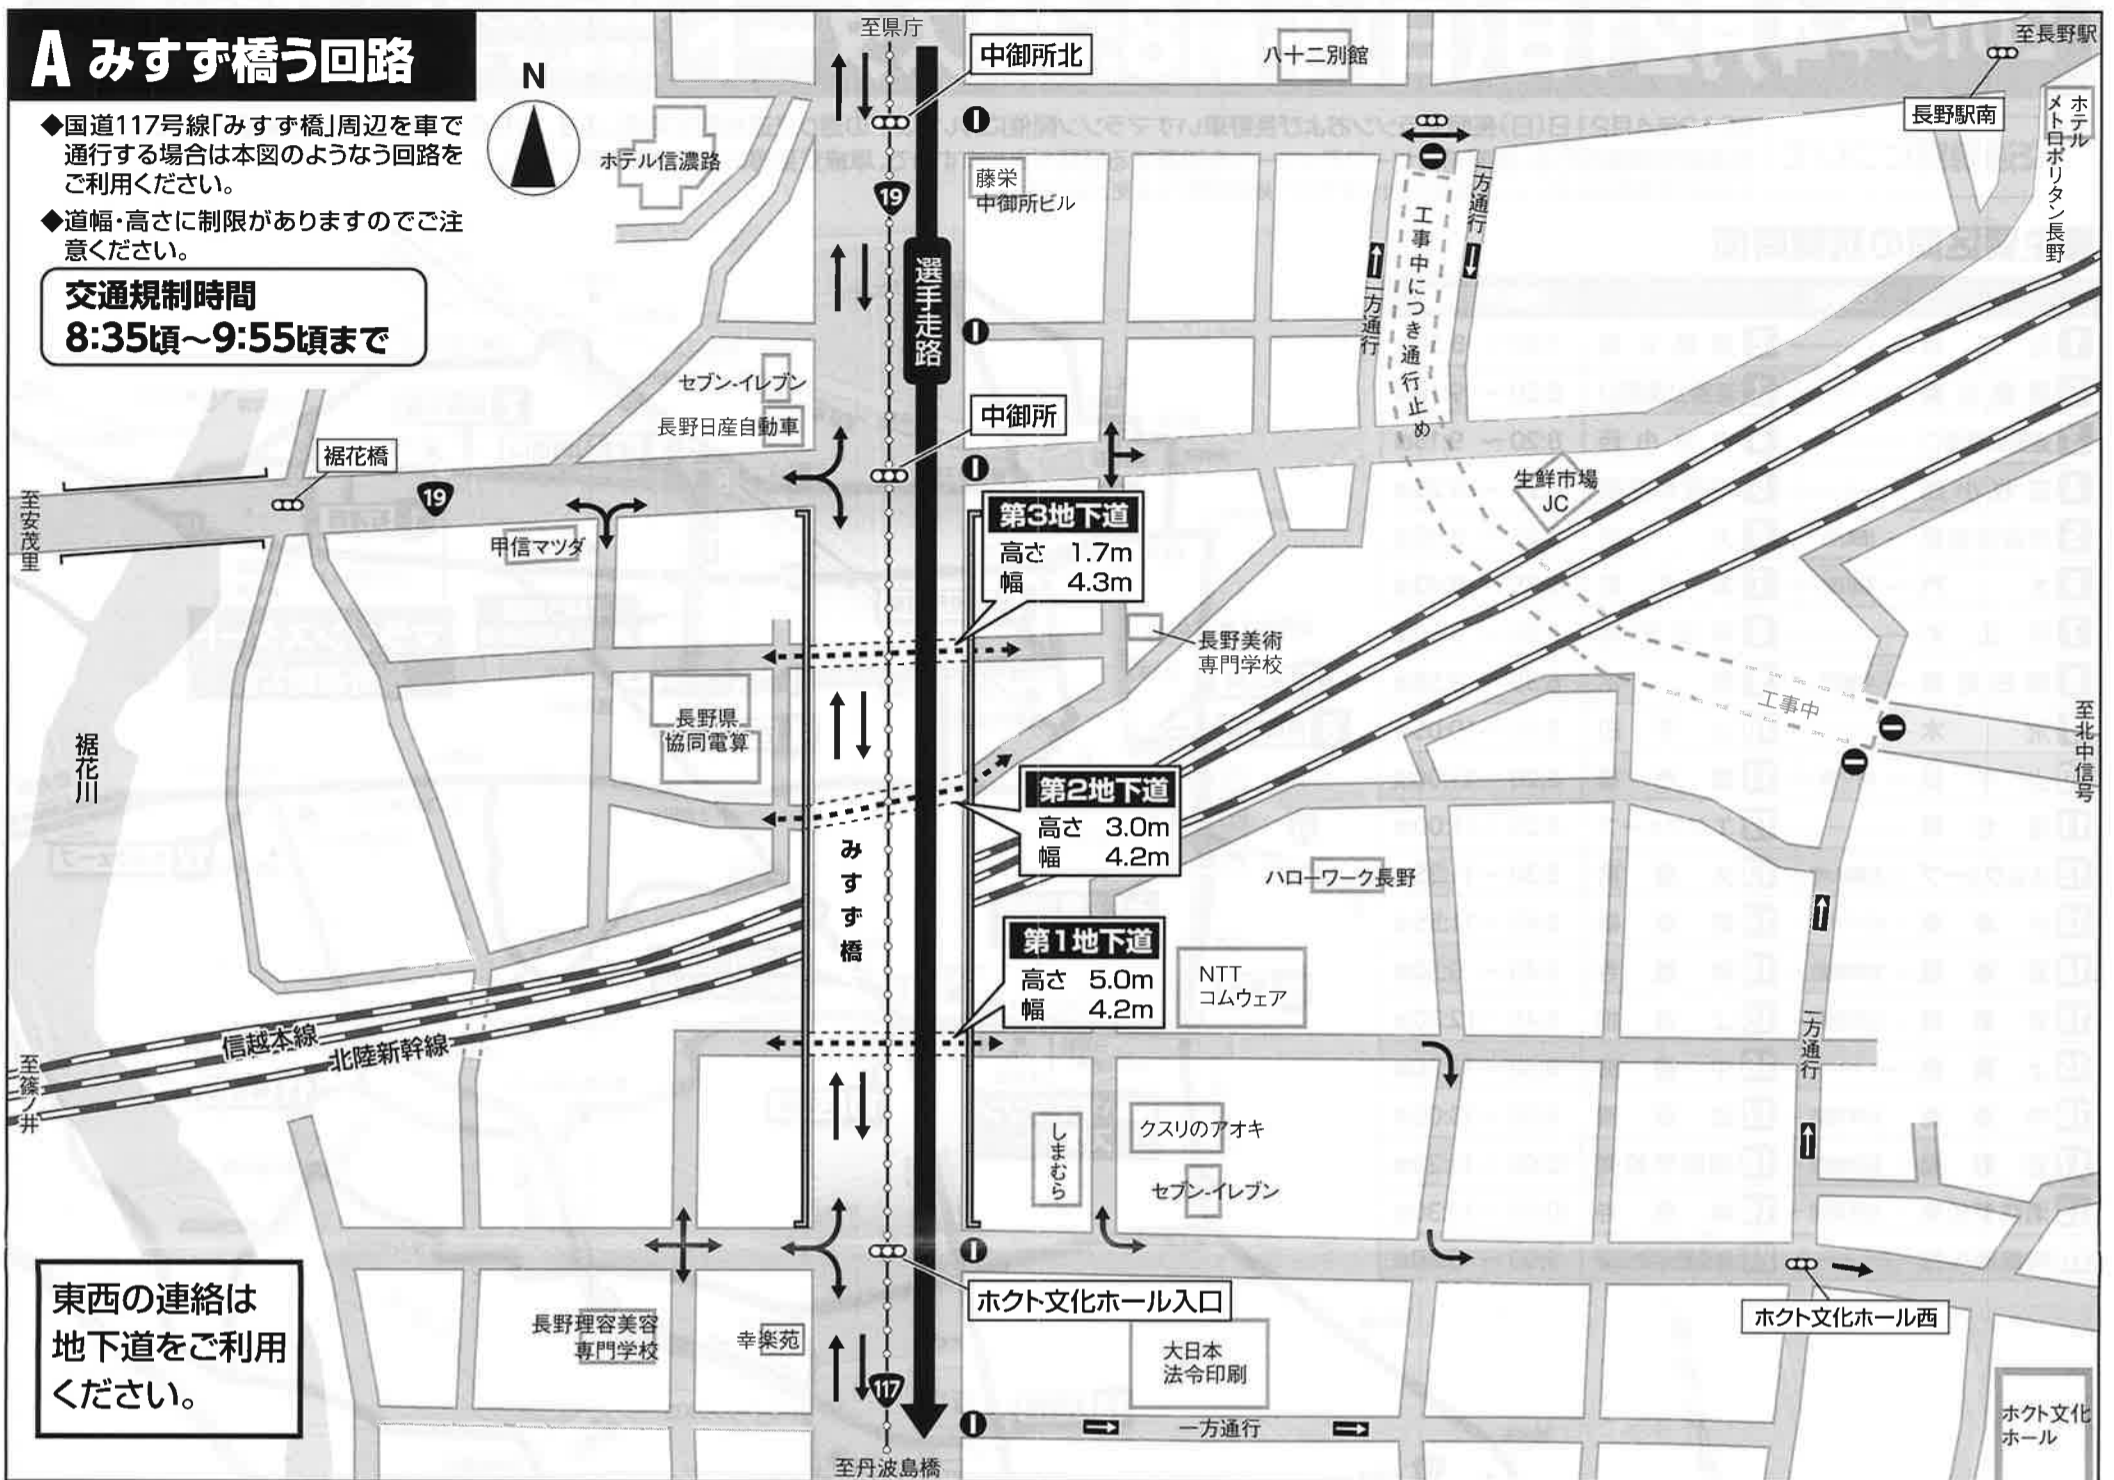 A みすず橋う回路
◆国道117号線「みすず橋」周辺を車で
通行する場合は本図のようなう回路を
ご利用ください。
◆道幅・高さに制限がありますのでご注
意ください。
交通規制時間
8:35頃〜9:55頃まで
N
至県庁
中御所北
八十二別館
至長野駅
長野駅南
ホテル
メトロポリタン長野
ホテル信濃路
19
藤栄
中御所ビル
選手走路
一方通行
工事中につき通行止め
一方通行
セブン-イレブン
長野日産自動車
中御所
裾花橋
19
至安茂里
甲信マツダ
生鮮市場
JC
第3地下道
高さ 1.7m
幅 4.3m
長野美術
専門学校
長野県
協同電算
工事中
至北中信号
裾花川
第2地下道
高さ 3.0m
幅 4.2m
みすず橋
ハローワーク長野
第1地下道
高さ 5.0m
幅 4.2m
NTT
コムウェア
信越本線
北陸新幹線
至篠ノ井
一方通行
しまむら
クスリのアオキ
セブン-イレブン
東西の連絡は
地下道をご利用
ください。
ホクト文化ホール入口
ホクト文化ホール西
長野理容美容
専門学校
幸楽苑
大日本
法令印刷
117
一方通行
ホクト文化
ホール
至丹波島橋